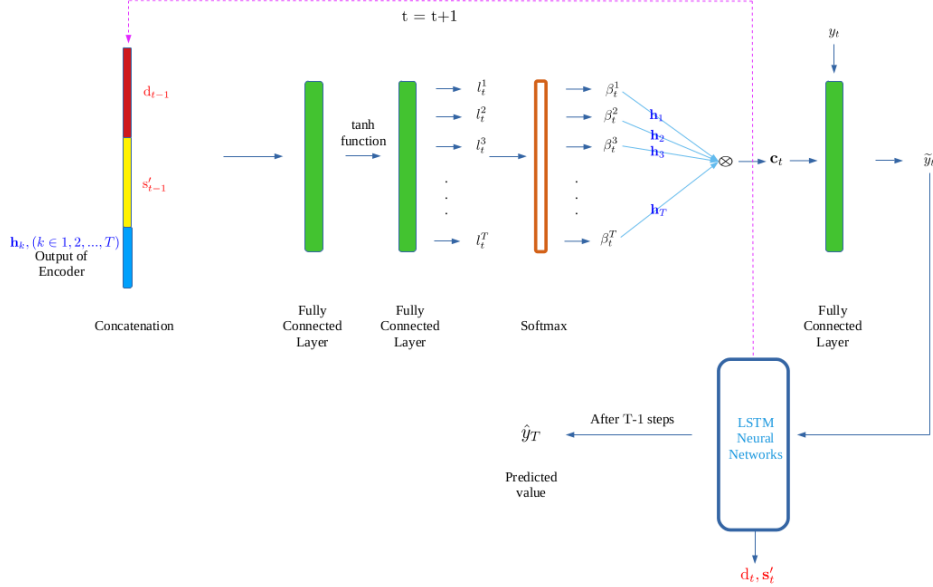 t = t+1
y_t
d_{t-1}
s'_{t-1}
h_k, (k ∈ 1, 2, ..., T)
Output of
Encoder
Concatenation
tanh
function
Fully
Connected
Layer
Fully
Connected
Layer
l_t^1
l_t^2
l_t^3
.
.
.
l_t^T
Softmax
β_t^1
β_t^2
β_t^3
.
.
.
β_t^T
h_1
h_2
h_3
h_T
⊗
c_t
ỹ_t
Fully
Connected
Layer
LSTM
Neural
Networks
After T-1 steps
ŷ_T
Predicted
value
d_t, s'_t